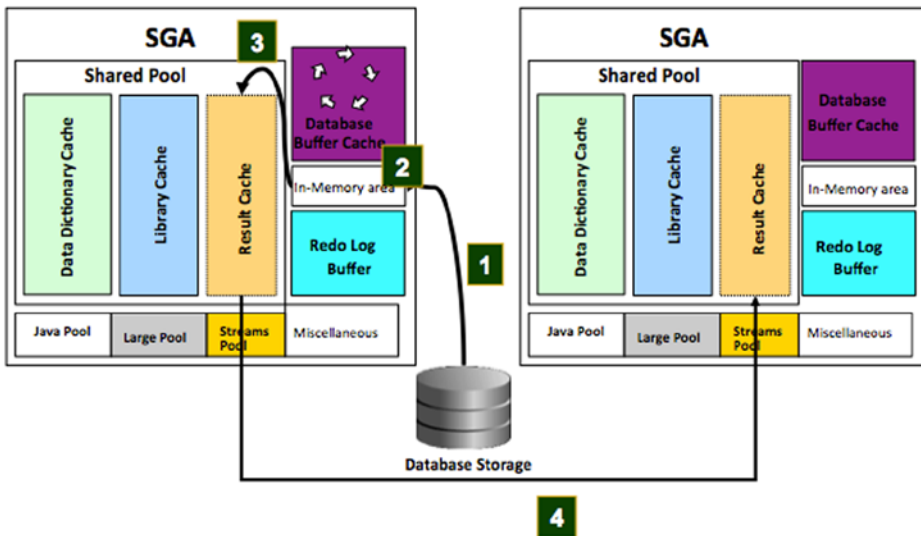 SGA
3
Shared Pool
Data Dictionary Cache
Library Cache
Result Cache
Database
Buffer Cache
2
In-Memory area
Redo Log
Buffer
1
Java Pool
Large Pool
Streams
Pool
Miscellaneous
SGA
Shared Pool
Data Dictionary Cache
Library Cache
Result Cache
Database
Buffer Cache
In-Memory area
Redo Log
Buffer
Java Pool
Large Pool
Streams
Pool
Miscellaneous
Database Storage
4